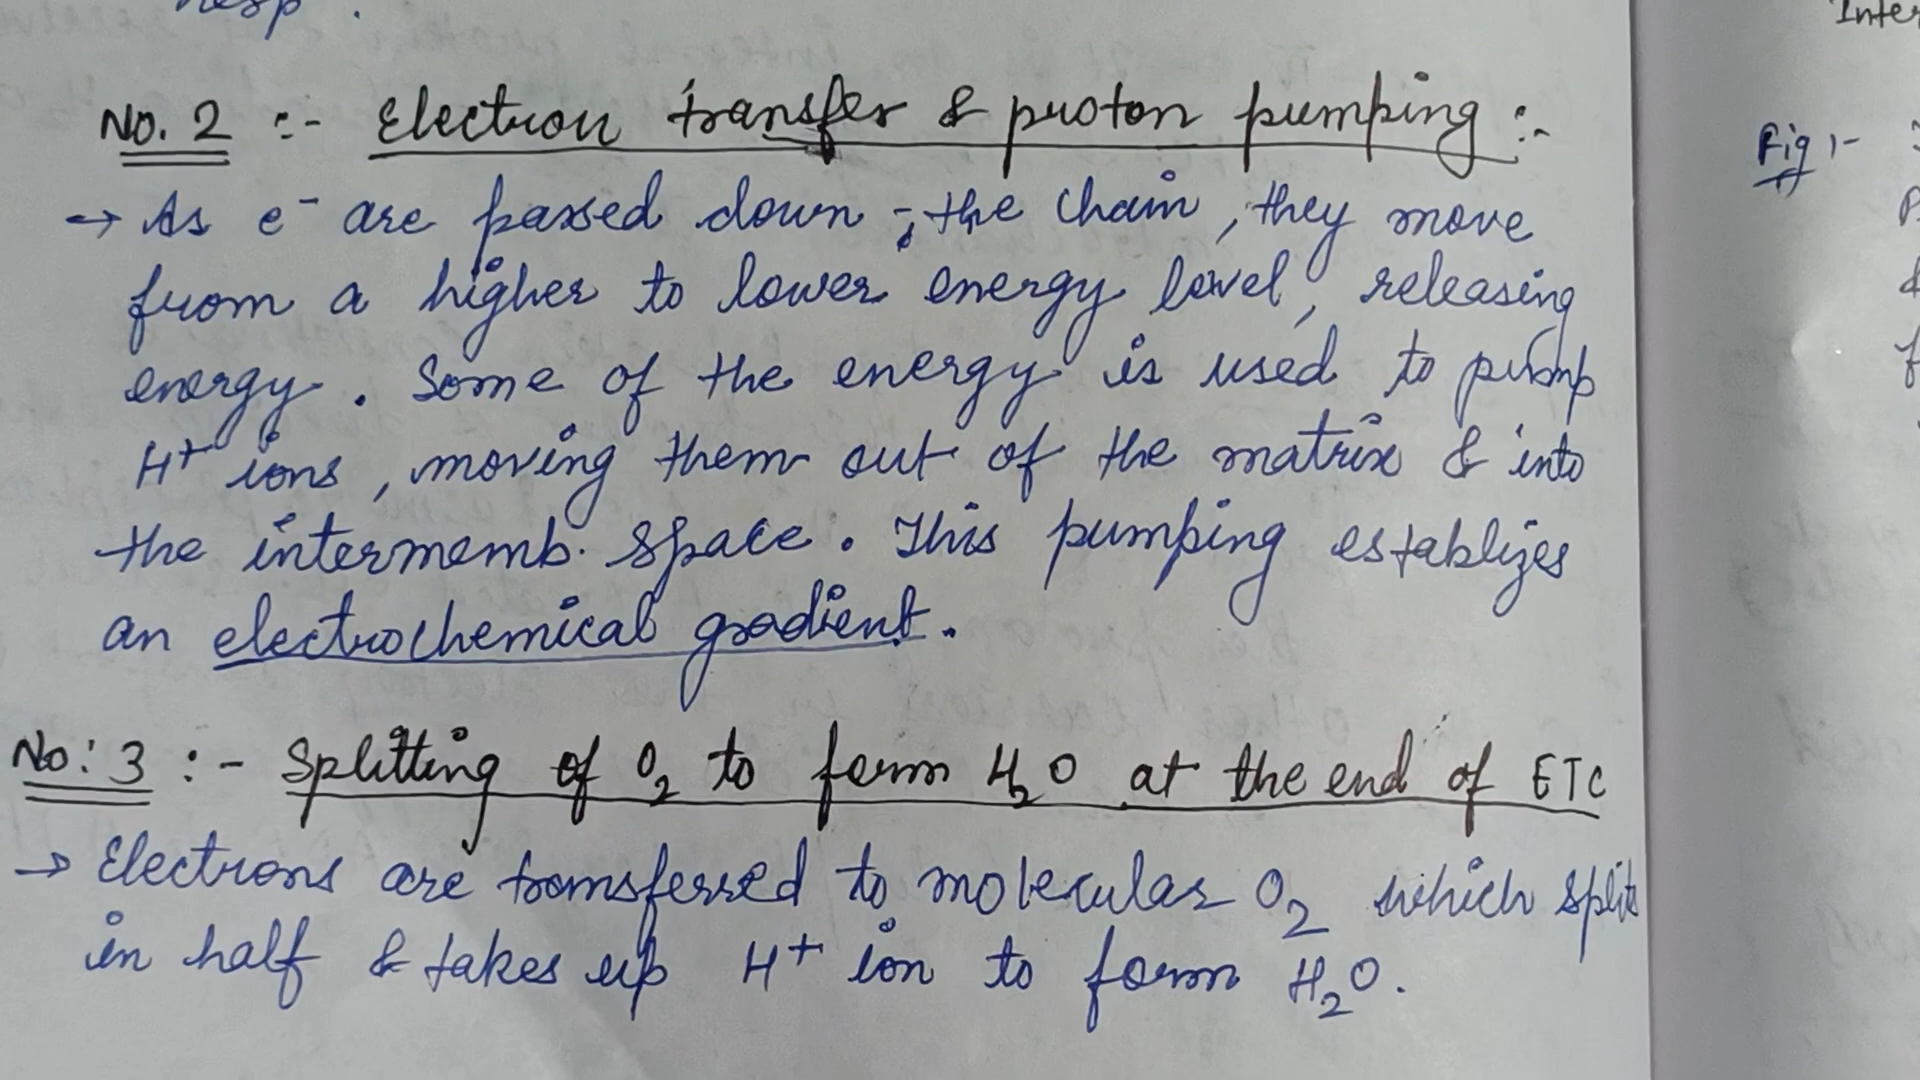 No. 2 :- Electron transfer & proton pumping :-
→ As e⁻ are passed down the chain, they move
from a higher to lower energy level, releasing
energy. Some of the energy is used to pump
H⁺ ions, moving them out of the matrix & into
the intermemb. space. This pumping establizes
an electrochemical gradient.
No: 3 :- Splitting of O₂ to form H₂O at the end of ETC
→ Electrons are transferred to molecular O₂ which split
in half & takes up H⁺ ion to form H₂O.
Fig :-